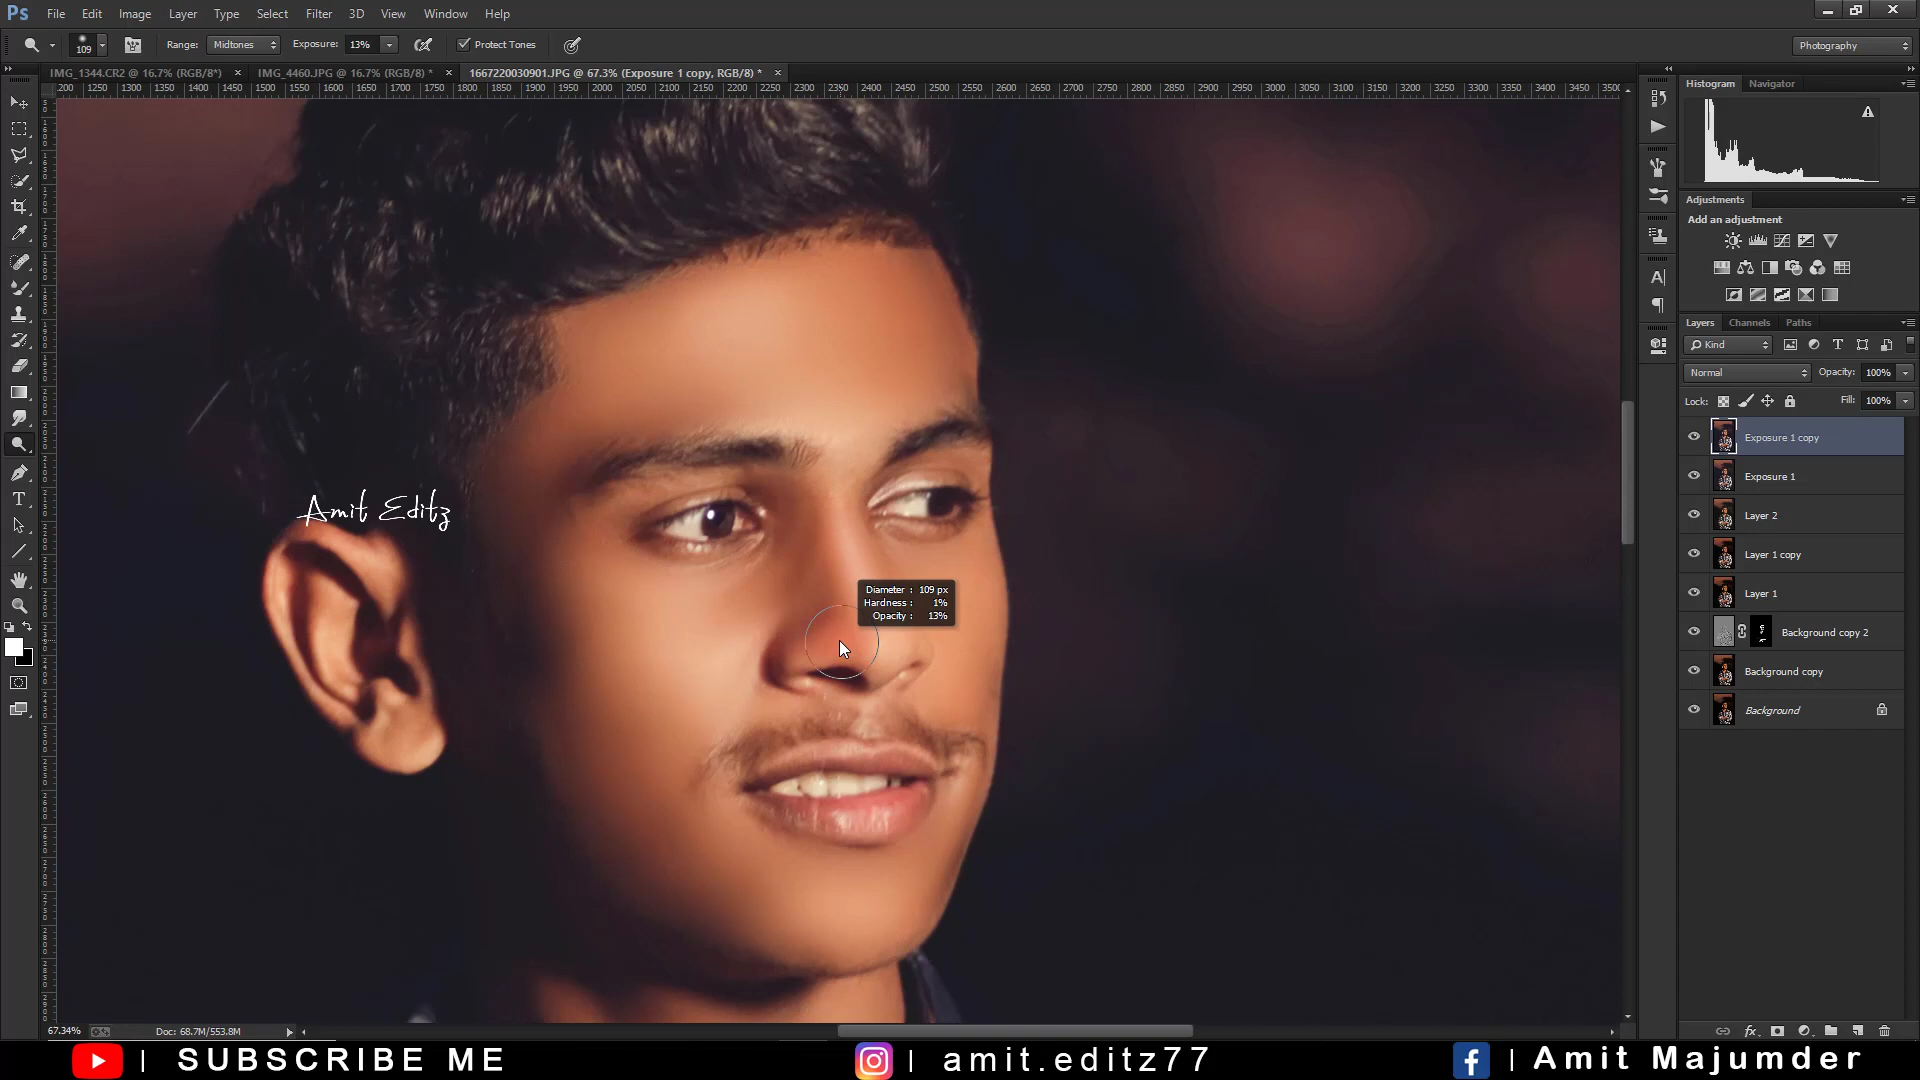 Ps File Edit Image Layer Type Select Filter 3D View Window Help
109 Range: Midtones Exposure: 13% Protect Tones Photography
IMG_1344.CR2 @ 16.7% (RGB/8*) × IMG_4460.JPG @ 16.7% (RGB/8) * × 1667220030901.JPG @ 67.3% (Exposure 1 copy, RGB/8) * ×
200 1250 1300 1350 1400 1450 1500 1550 1600 1650 1700 1750 1800 1850 1900 1950 2000 2050 2100 2150 2200 2250 2300 2350 2400 2450 2500 2550 2600 2650 2700 2750 2800 2850 2900 2950 3000 3050 3100 3150 3200 3250 3300 3350 3400 3450 3500
Histogram Navigator
Adjustments
Add an adjustment
Layers Channels Paths
Kind
Normal Opacity: 100%
Lock: Fill: 100%
Exposure 1 copy
Exposure 1
Layer 2
Layer 1 copy
Layer 1
Background copy 2
Background copy
Background
Amit Editz
Diameter : 109 px
Hardness : 1%
Opacity : 13%
67.34% Doc: 68.7M/553.8M
| SUBSCRIBE ME | amit.editz77 | Amit Majumder